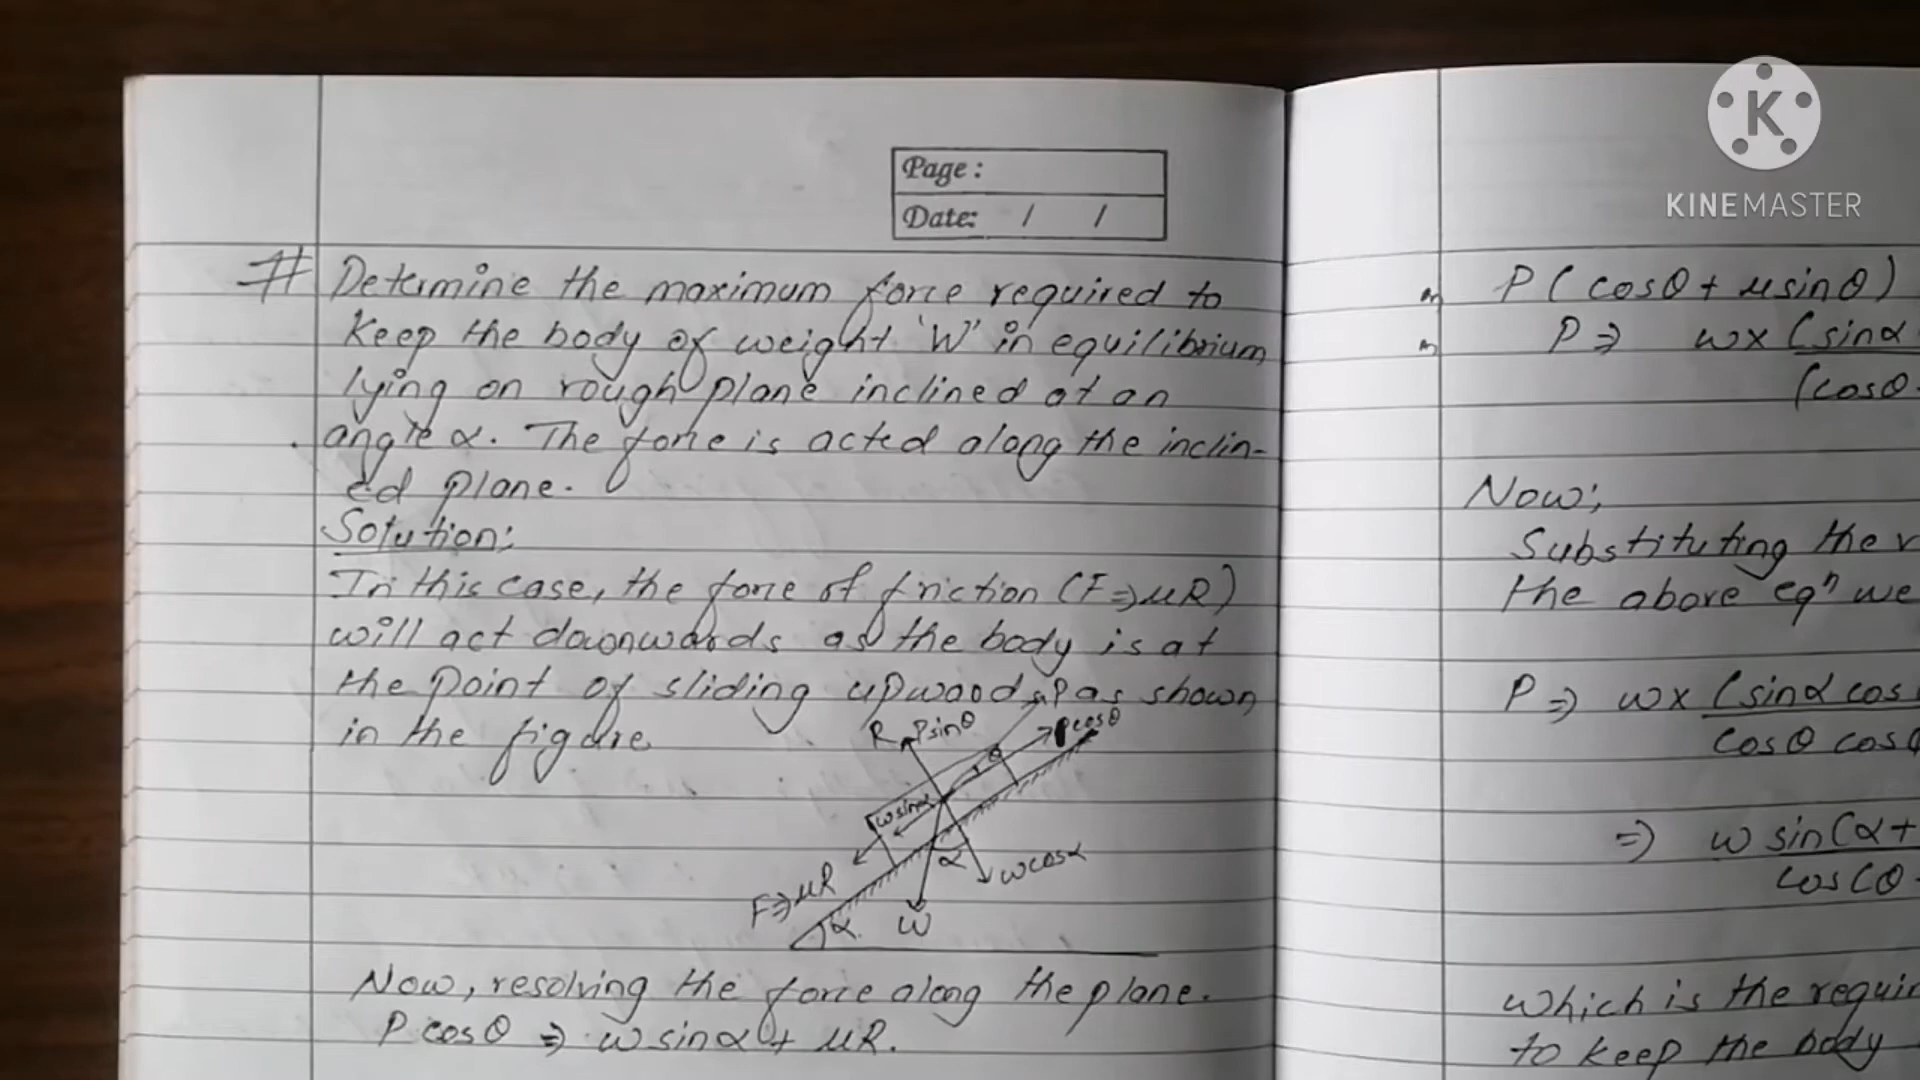 Page :
Date: / /
# Determine the maximum force required to
keep the body of weight 'W' in equilibrium
lying on rough plane inclined at an
angle α. The force is acted along the inclin-
ed plane.
Solution:
In this case, the force of friction (F⇒μR)
will act downwards as the body is at
the point of sliding upwards as shown
in the figure
R Psinθ
P
Pcosθ
θ
wsinα
α
wcosα
F⇒μR
α
W
Now, resolving the force along the plane.
P cosθ ⇒ w sinα + μR.
K
KINEMASTER
P ( cosθ + μ sinθ )
P ⇒ w x (sinα
(cosθ
Now;
Substituting the v
the above eqⁿ we
P ⇒ w x (sinα cos
cosθ cos
⇒ w sin(α +
cos(θ
which is the requir
to keep the body